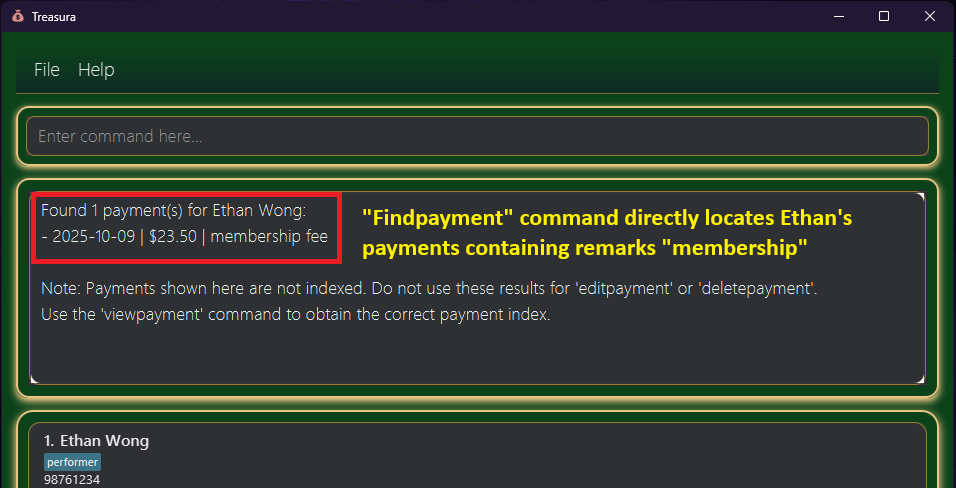 Treasura
File Help
Enter command here...
Found 1 payment(s) for Ethan Wong:
- 2025-10-09 | $23.50 | membership fee
"Findpayment" command directly locates Ethan's
payments containing remarks "membership"
Note: Payments shown here are not indexed. Do not use these results for 'editpayment' or 'deletepayment'.
Use the 'viewpayment' command to obtain the correct payment index.
1. Ethan Wong
performer
98761234